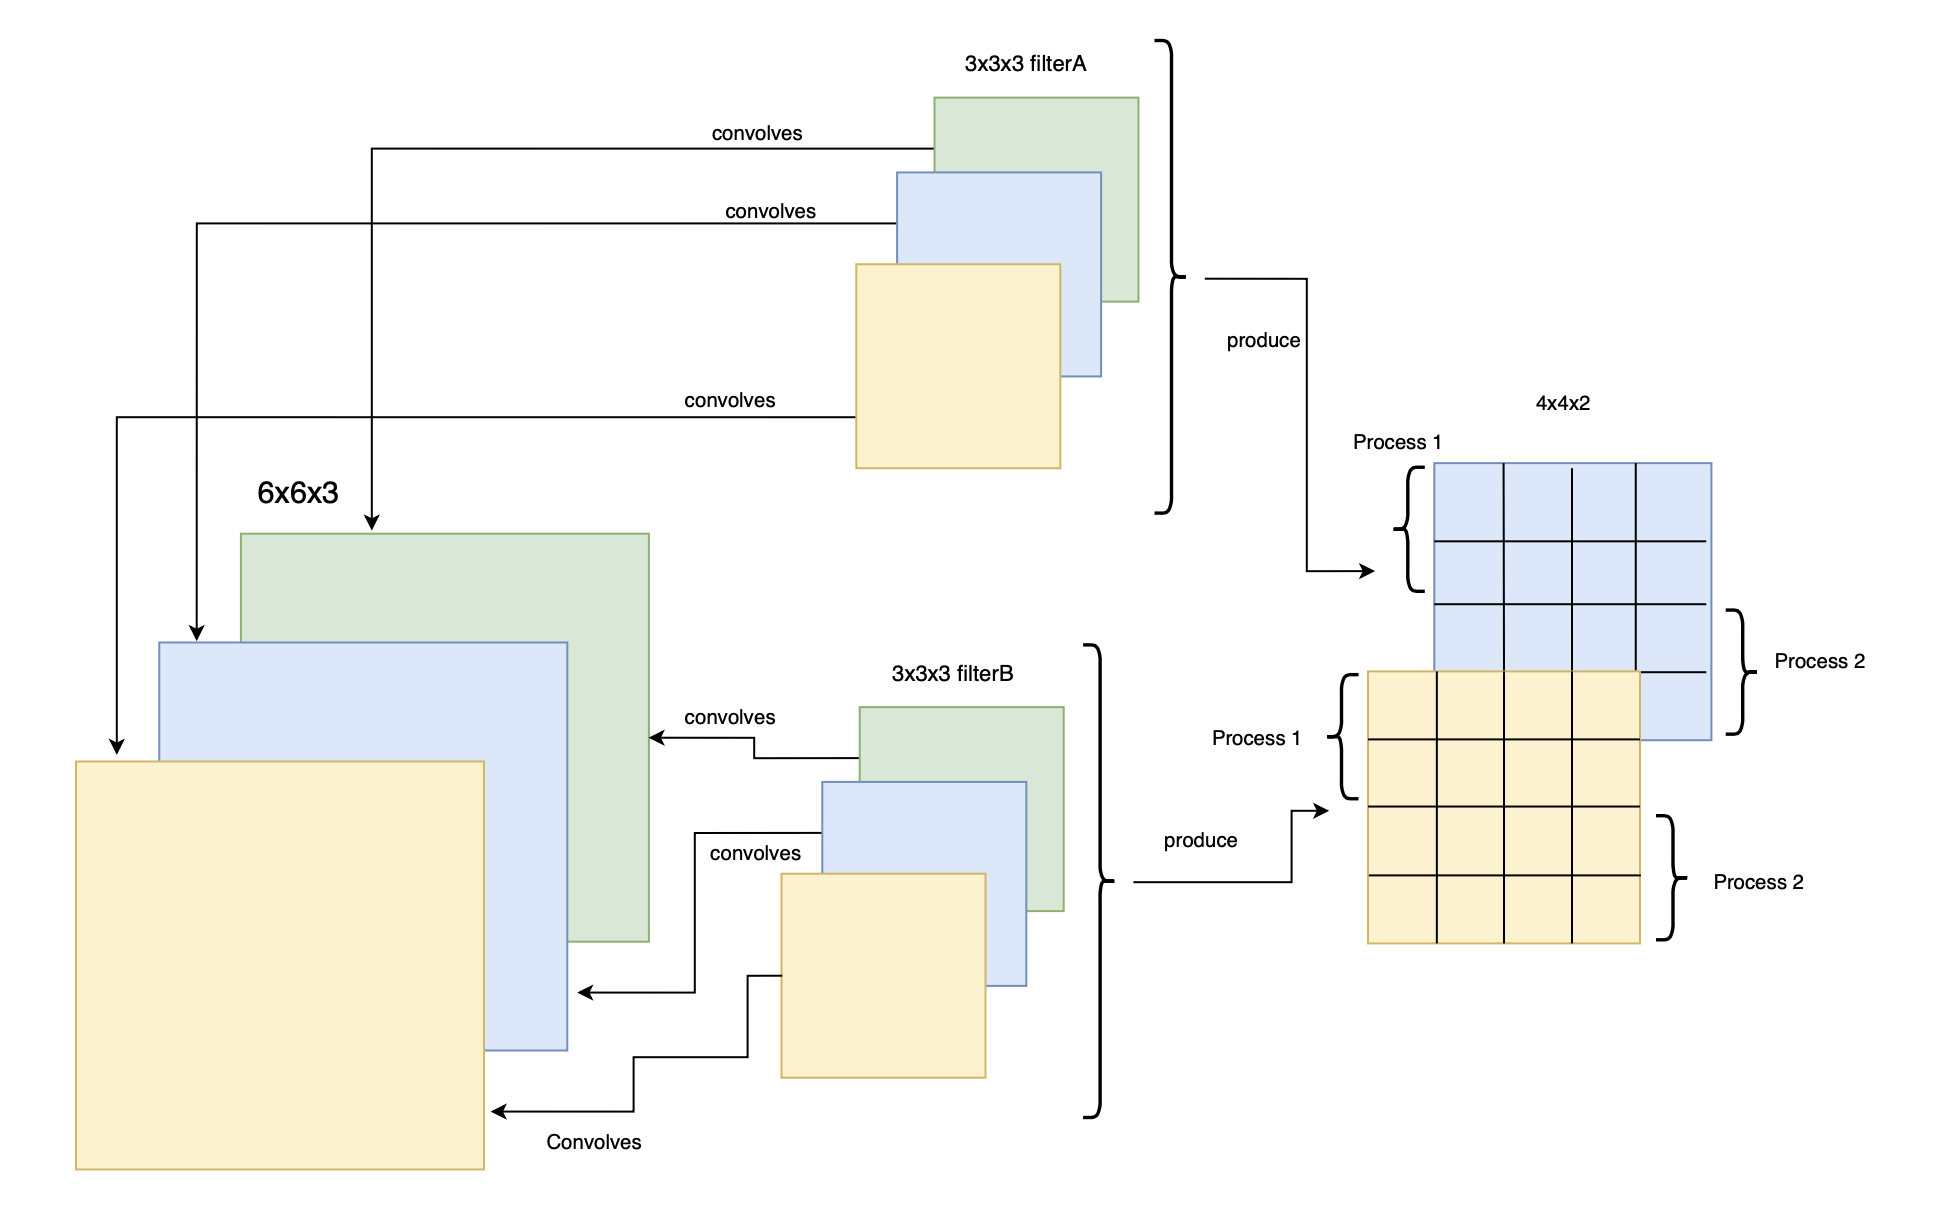 3x3x3 filterA
convolves
convolves
produce
convolves
4x4x2
Process 1
6x6x3
Process 2
3x3x3 filterB
convolves
Process 1
produce
convolves
Process 2
Convolves